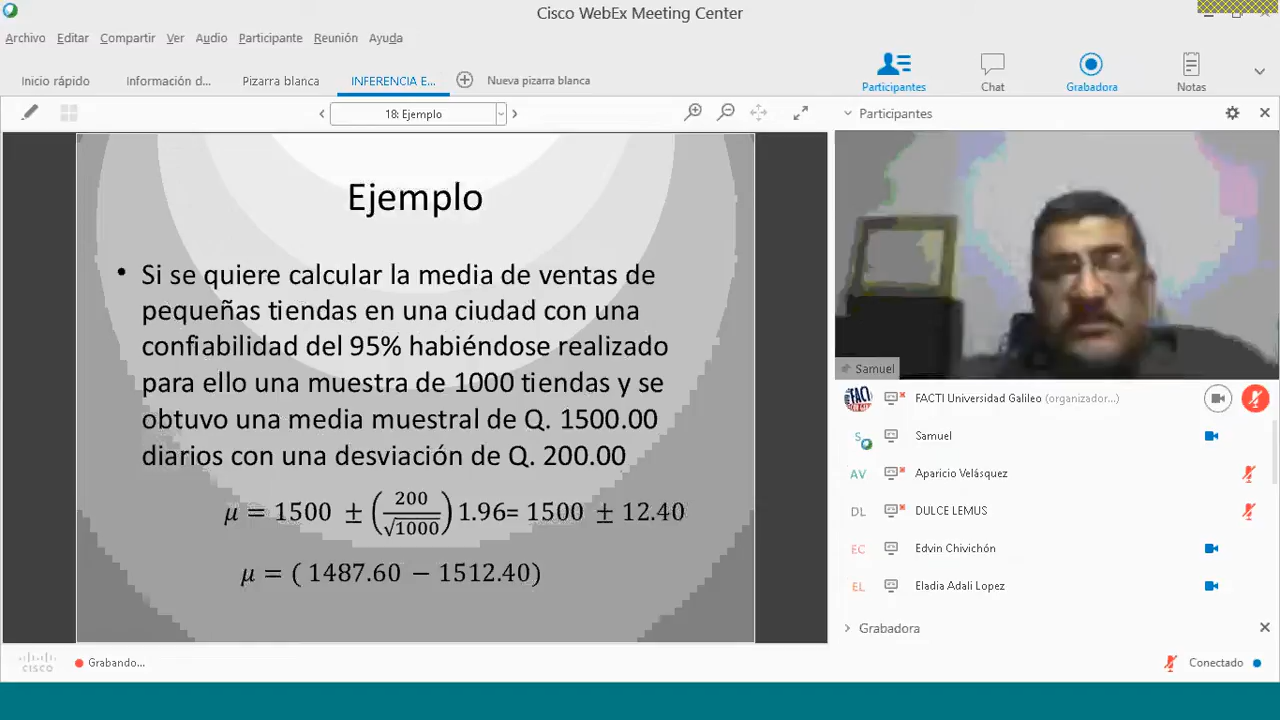 Cisco WebEx Meeting Center
Archivo Editar Compartir Ver Audio Participante Reunión Ayuda
Inicio rápido Información d... Pizarra blanca INFERENCIA E... Nueva pizarra blanca
Participantes Chat Grabadora Notas
18: Ejemplo
Participantes
Ejemplo
• Si se quiere calcular la media de ventas de
pequeñas tiendas en una ciudad con una
confiabilidad del 95% habiéndose realizado
para ello una muestra de 1000 tiendas y se
obtuvo una media muestral de Q. 1500.00
diarios con una desviación de Q. 200.00
μ = 1500 ± (200/√1000) 1.96= 1500 ± 12.40
μ = ( 1487.60 − 1512.40)
Samuel
FACTI Universidad Galileo (organizador...)
Samuel
AV Aparicio Velásquez
DL DULCE LEMUS
EC Edvin Chivichón
EL Eladia Adali Lopez
Grabadora
CISCO
Grabando...
Conectado